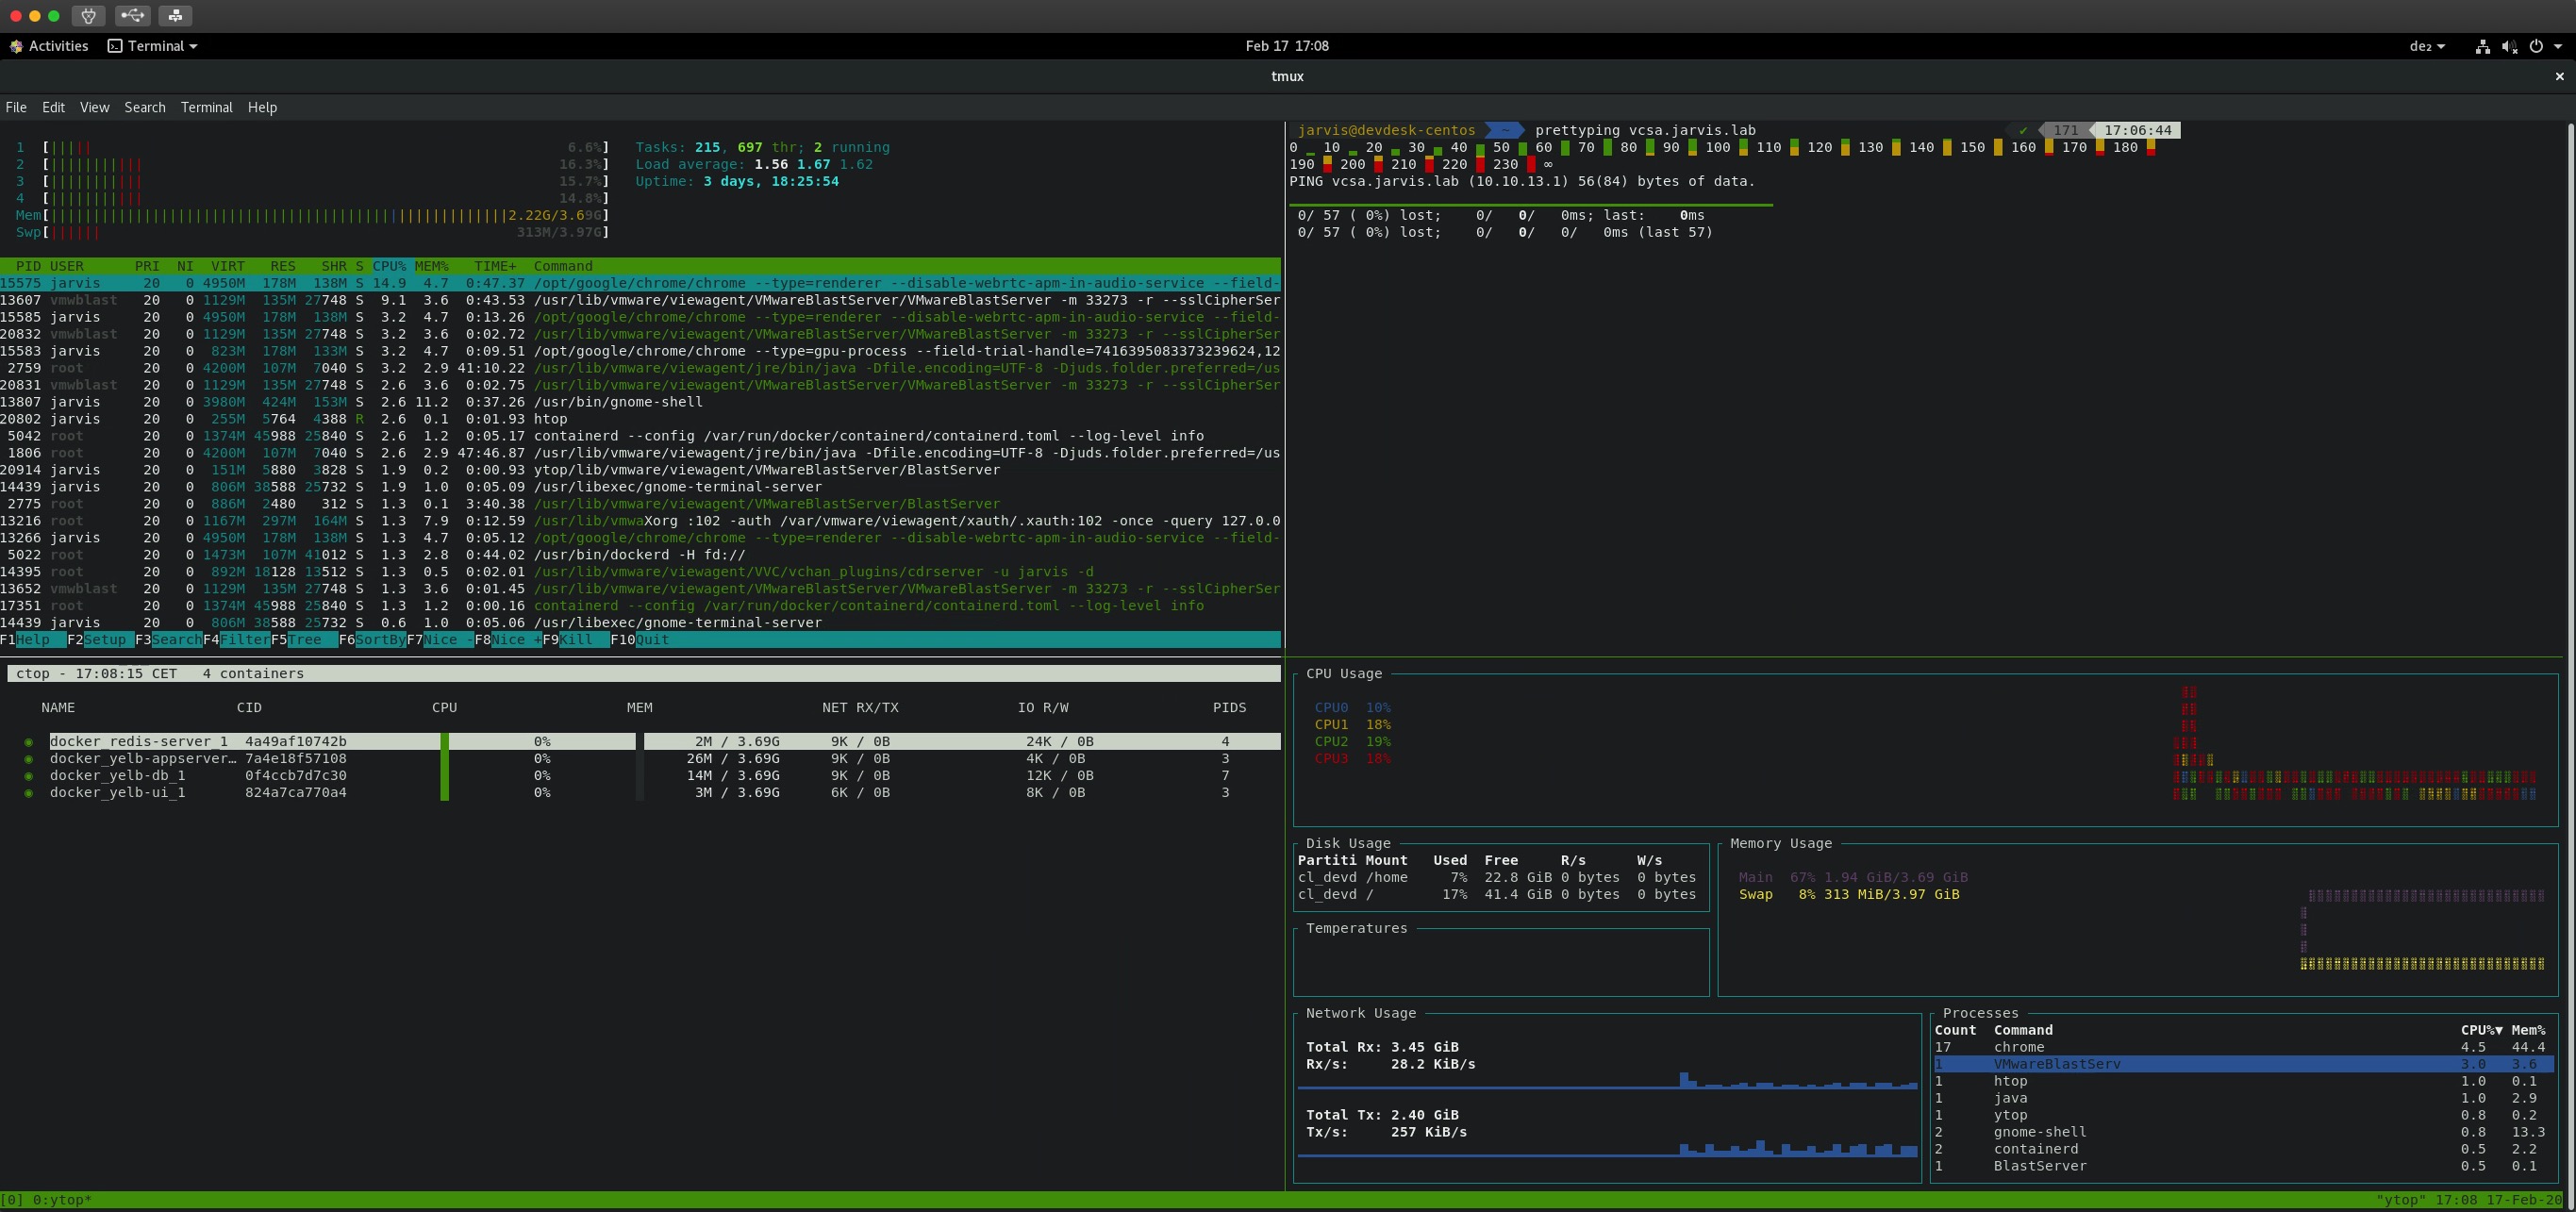 Activities Terminal Feb 17 17:08 de₂
tmux
File Edit View Search Terminal Help
1 [||||| 6.6%] Tasks: 215, 697 thr; 2 running
2 [||||||||||| 16.3%] Load average: 1.56 1.67 1.62
3 [||||||||||| 15.7%] Uptime: 3 days, 18:25:54
4 [||||||||||| 14.8%]
Mem[||||||||||||||||||||||||||||||||||||||||||||||||||||||2.22G/3.69G]
Swp[|||||| 313M/3.97G]
PID USER PRI NI VIRT RES SHR S CPU% MEM% TIME+ Command
15575 jarvis 20 0 4950M 178M 138M S 14.9 4.7 0:47.37 /opt/google/chrome/chrome --type=renderer --disable-webrtc-apm-in-audio-service --field-
13607 vmwblast 20 0 1129M 135M 27748 S 9.1 3.6 0:43.53 /usr/lib/vmware/viewagent/VMwareBlastServer/VMwareBlastServer -m 33273 -r --sslCipherSer
15585 jarvis 20 0 4950M 178M 138M S 3.2 4.7 0:13.26 /opt/google/chrome/chrome --type=renderer --disable-webrtc-apm-in-audio-service --field-
20832 vmwblast 20 0 1129M 135M 27748 S 3.2 3.6 0:02.72 /usr/lib/vmware/viewagent/VMwareBlastServer/VMwareBlastServer -m 33273 -r --sslCipherSer
15583 jarvis 20 0 823M 178M 133M S 3.2 4.7 0:09.51 /opt/google/chrome/chrome --type=gpu-process --field-trial-handle=7416395083373239624,12
2759 root 20 0 4200M 107M 7040 S 3.2 2.9 41:10.22 /usr/lib/vmware/viewagent/jre/bin/java -Dfile.encoding=UTF-8 -Djuds.folder.preferred=/us
20831 vmwblast 20 0 1129M 135M 27748 S 2.6 3.6 0:02.75 /usr/lib/vmware/viewagent/VMwareBlastServer/VMwareBlastServer -m 33273 -r --sslCipherSer
13807 jarvis 20 0 3980M 424M 153M S 2.6 11.2 0:37.26 /usr/bin/gnome-shell
20802 jarvis 20 0 255M 5764 4388 R 2.6 0.1 0:01.93 htop
5042 root 20 0 1374M 45988 25840 S 2.6 1.2 0:05.17 containerd --config /var/run/docker/containerd/containerd.toml --log-level info
1806 root 20 0 4200M 107M 7040 S 2.6 2.9 47:46.87 /usr/lib/vmware/viewagent/jre/bin/java -Dfile.encoding=UTF-8 -Djuds.folder.preferred=/us
20914 jarvis 20 0 151M 5880 3828 S 1.9 0.2 0:00.93 ytop/lib/vmware/viewagent/VMwareBlastServer/BlastServer
14439 jarvis 20 0 806M 38588 25732 S 1.9 1.0 0:05.09 /usr/libexec/gnome-terminal-server
2775 root 20 0 886M 2480 312 S 1.3 0.1 3:40.38 /usr/lib/vmware/viewagent/VMwareBlastServer/BlastServer
13216 root 20 0 1167M 297M 164M S 1.3 7.9 0:12.59 /usr/lib/vmwaXorg :102 -auth /var/vmware/viewagent/xauth/.xauth:102 -once -query 127.0.0
13266 jarvis 20 0 4950M 178M 138M S 1.3 4.7 0:05.12 /opt/google/chrome/chrome --type=renderer --disable-webrtc-apm-in-audio-service --field-
5022 root 20 0 1473M 107M 41012 S 1.3 2.8 0:44.02 /usr/bin/dockerd -H fd://
14395 root 20 0 892M 18128 13512 S 1.3 0.5 0:02.01 /usr/lib/vmware/viewagent/VVC/vchan_plugins/cdrserver -u jarvis -d
13652 vmwblast 20 0 1129M 135M 27748 S 1.3 3.6 0:01.45 /usr/lib/vmware/viewagent/VMwareBlastServer/VMwareBlastServer -m 33273 -r --sslCipherSer
17351 root 20 0 1374M 45988 25840 S 1.3 1.2 0:00.16 containerd --config /var/run/docker/containerd/containerd.toml --log-level info
14439 jarvis 20 0 806M 38588 25732 S 0.6 1.0 0:05.06 /usr/libexec/gnome-terminal-server
F1Help F2Setup F3SearchF4FilterF5Tree F6SortByF7Nice -F8Nice +F9Kill F10Quit
jarvis@devdesk-centos ~ prettyping vcsa.jarvis.lab ✔ 171 17:06:44
0 10 20 30 40 50 60 70 80 90 100 110 120 130 140 150 160 170 180
190 200 210 220 230 ∞
PING vcsa.jarvis.lab (10.10.13.1) 56(84) bytes of data.
0/ 57 ( 0%) lost; 0/ 0/ 0ms; last: 0ms
0/ 57 ( 0%) lost; 0/ 0/ 0/ 0ms (last 57)
ctop - 17:08:15 CET 4 containers
NAME CID CPU MEM NET RX/TX IO R/W PIDS
docker_redis-server_1 4a49af10742b 0% 2M / 3.69G 9K / 0B 24K / 0B 4
docker_yelb-appserver… 7a4e18f57108 0% 26M / 3.69G 9K / 0B 4K / 0B 3
docker_yelb-db_1 0f4ccb7d7c30 0% 14M / 3.69G 9K / 0B 12K / 0B 7
docker_yelb-ui_1 824a7ca770a4 0% 3M / 3.69G 6K / 0B 8K / 0B 3
CPU Usage
CPU0 10%
CPU1 18%
CPU2 19%
CPU3 18%
Disk Usage
Partiti Mount Used Free R/s W/s
cl_devd /home 7% 22.8 GiB 0 bytes 0 bytes
cl_devd / 17% 41.4 GiB 0 bytes 0 bytes
Memory Usage
Main 67% 1.94 GiB/3.69 GiB
Swap 8% 313 MiB/3.97 GiB
Temperatures
Network Usage
Total Rx: 3.45 GiB
Rx/s: 28.2 KiB/s
Total Tx: 2.40 GiB
Tx/s: 257 KiB/s
Processes
Count Command CPU%▼ Mem%
17 chrome 4.5 44.4
1 VMwareBlastServ 3.0 3.6
1 htop 1.0 0.1
1 java 1.0 2.9
1 ytop 0.8 0.2
2 gnome-shell 0.8 13.3
2 containerd 0.5 2.2
1 BlastServer 0.5 0.1
[0] 0:ytop* "ytop" 17:08 17-Feb-20